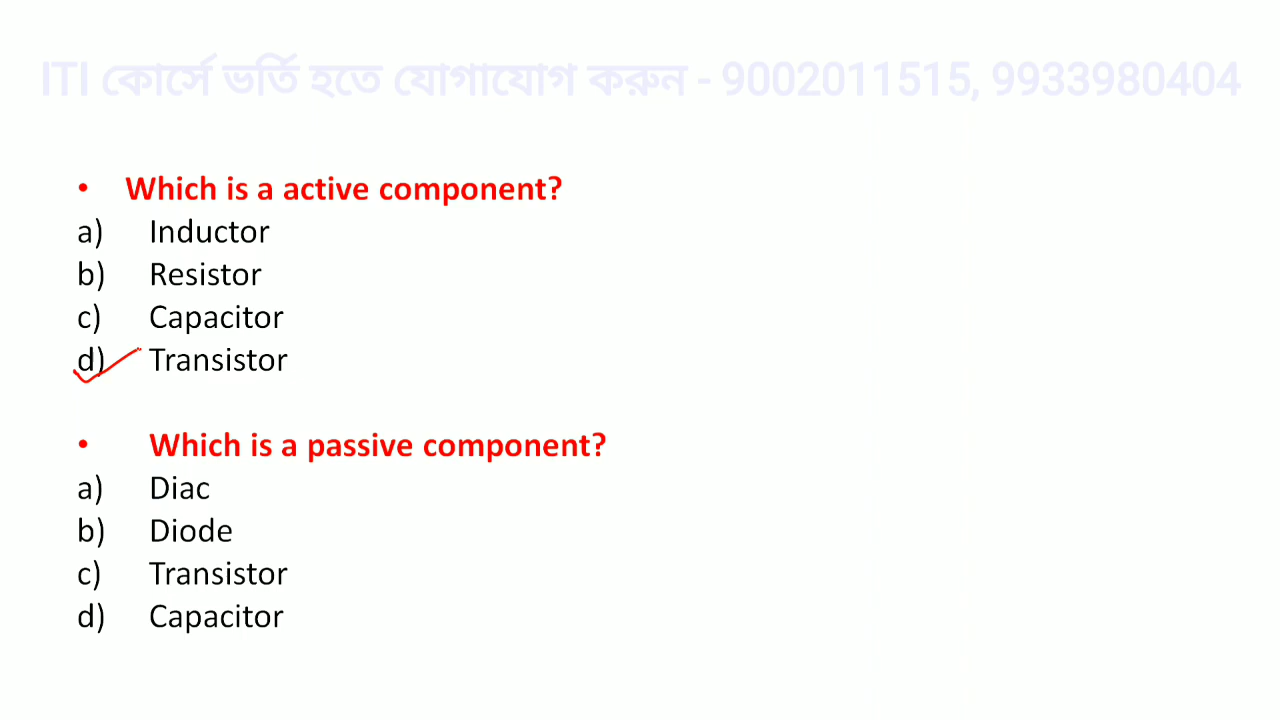 ITI কোর্সে ভর্তি হতে যোগাযোগ করুন - 9002011515, 9933980404
• Which is a active component?
a) Inductor
b) Resistor
c) Capacitor
d) Transistor
• Which is a passive component?
a) Diac
b) Diode
c) Transistor
d) Capacitor